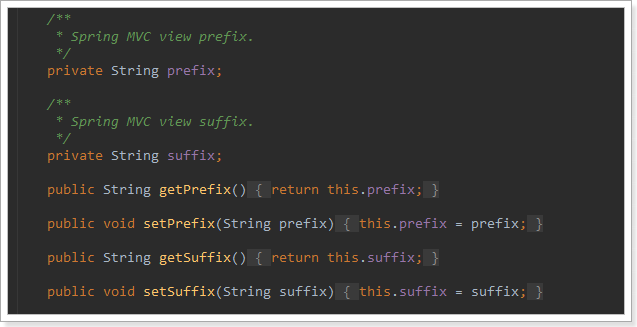 /**
* Spring MVC view prefix.
*/
private String prefix;
/**
* Spring MVC view suffix.
*/
private String suffix;
public String getPrefix() { return this.prefix; }
public void setPrefix(String prefix) { this.prefix = prefix; }
public String getSuffix() { return this.suffix; }
public void setSuffix(String suffix) { this.suffix = suffix; }